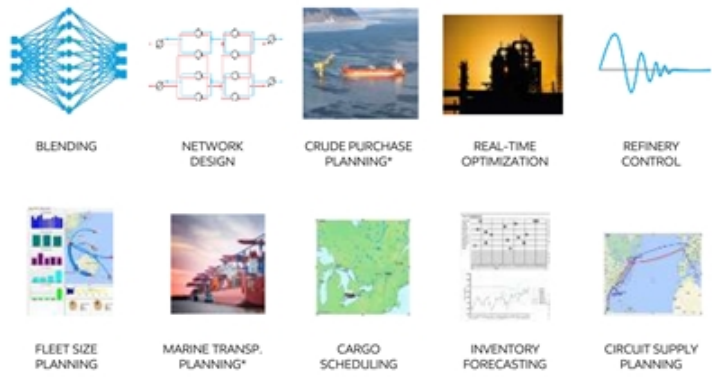 BLENDING
NETWORK
DESIGN
CRUDE PURCHASE
PLANNING*
REAL-TIME
OPTIMIZATION
REFINERY
CONTROL
FLEET SIZE
PLANNING
MARINE TRANSP.
PLANNING*
CARGO
SCHEDULING
INVENTORY
FORECASTING
CIRCUIT SUPPLY
PLANNING